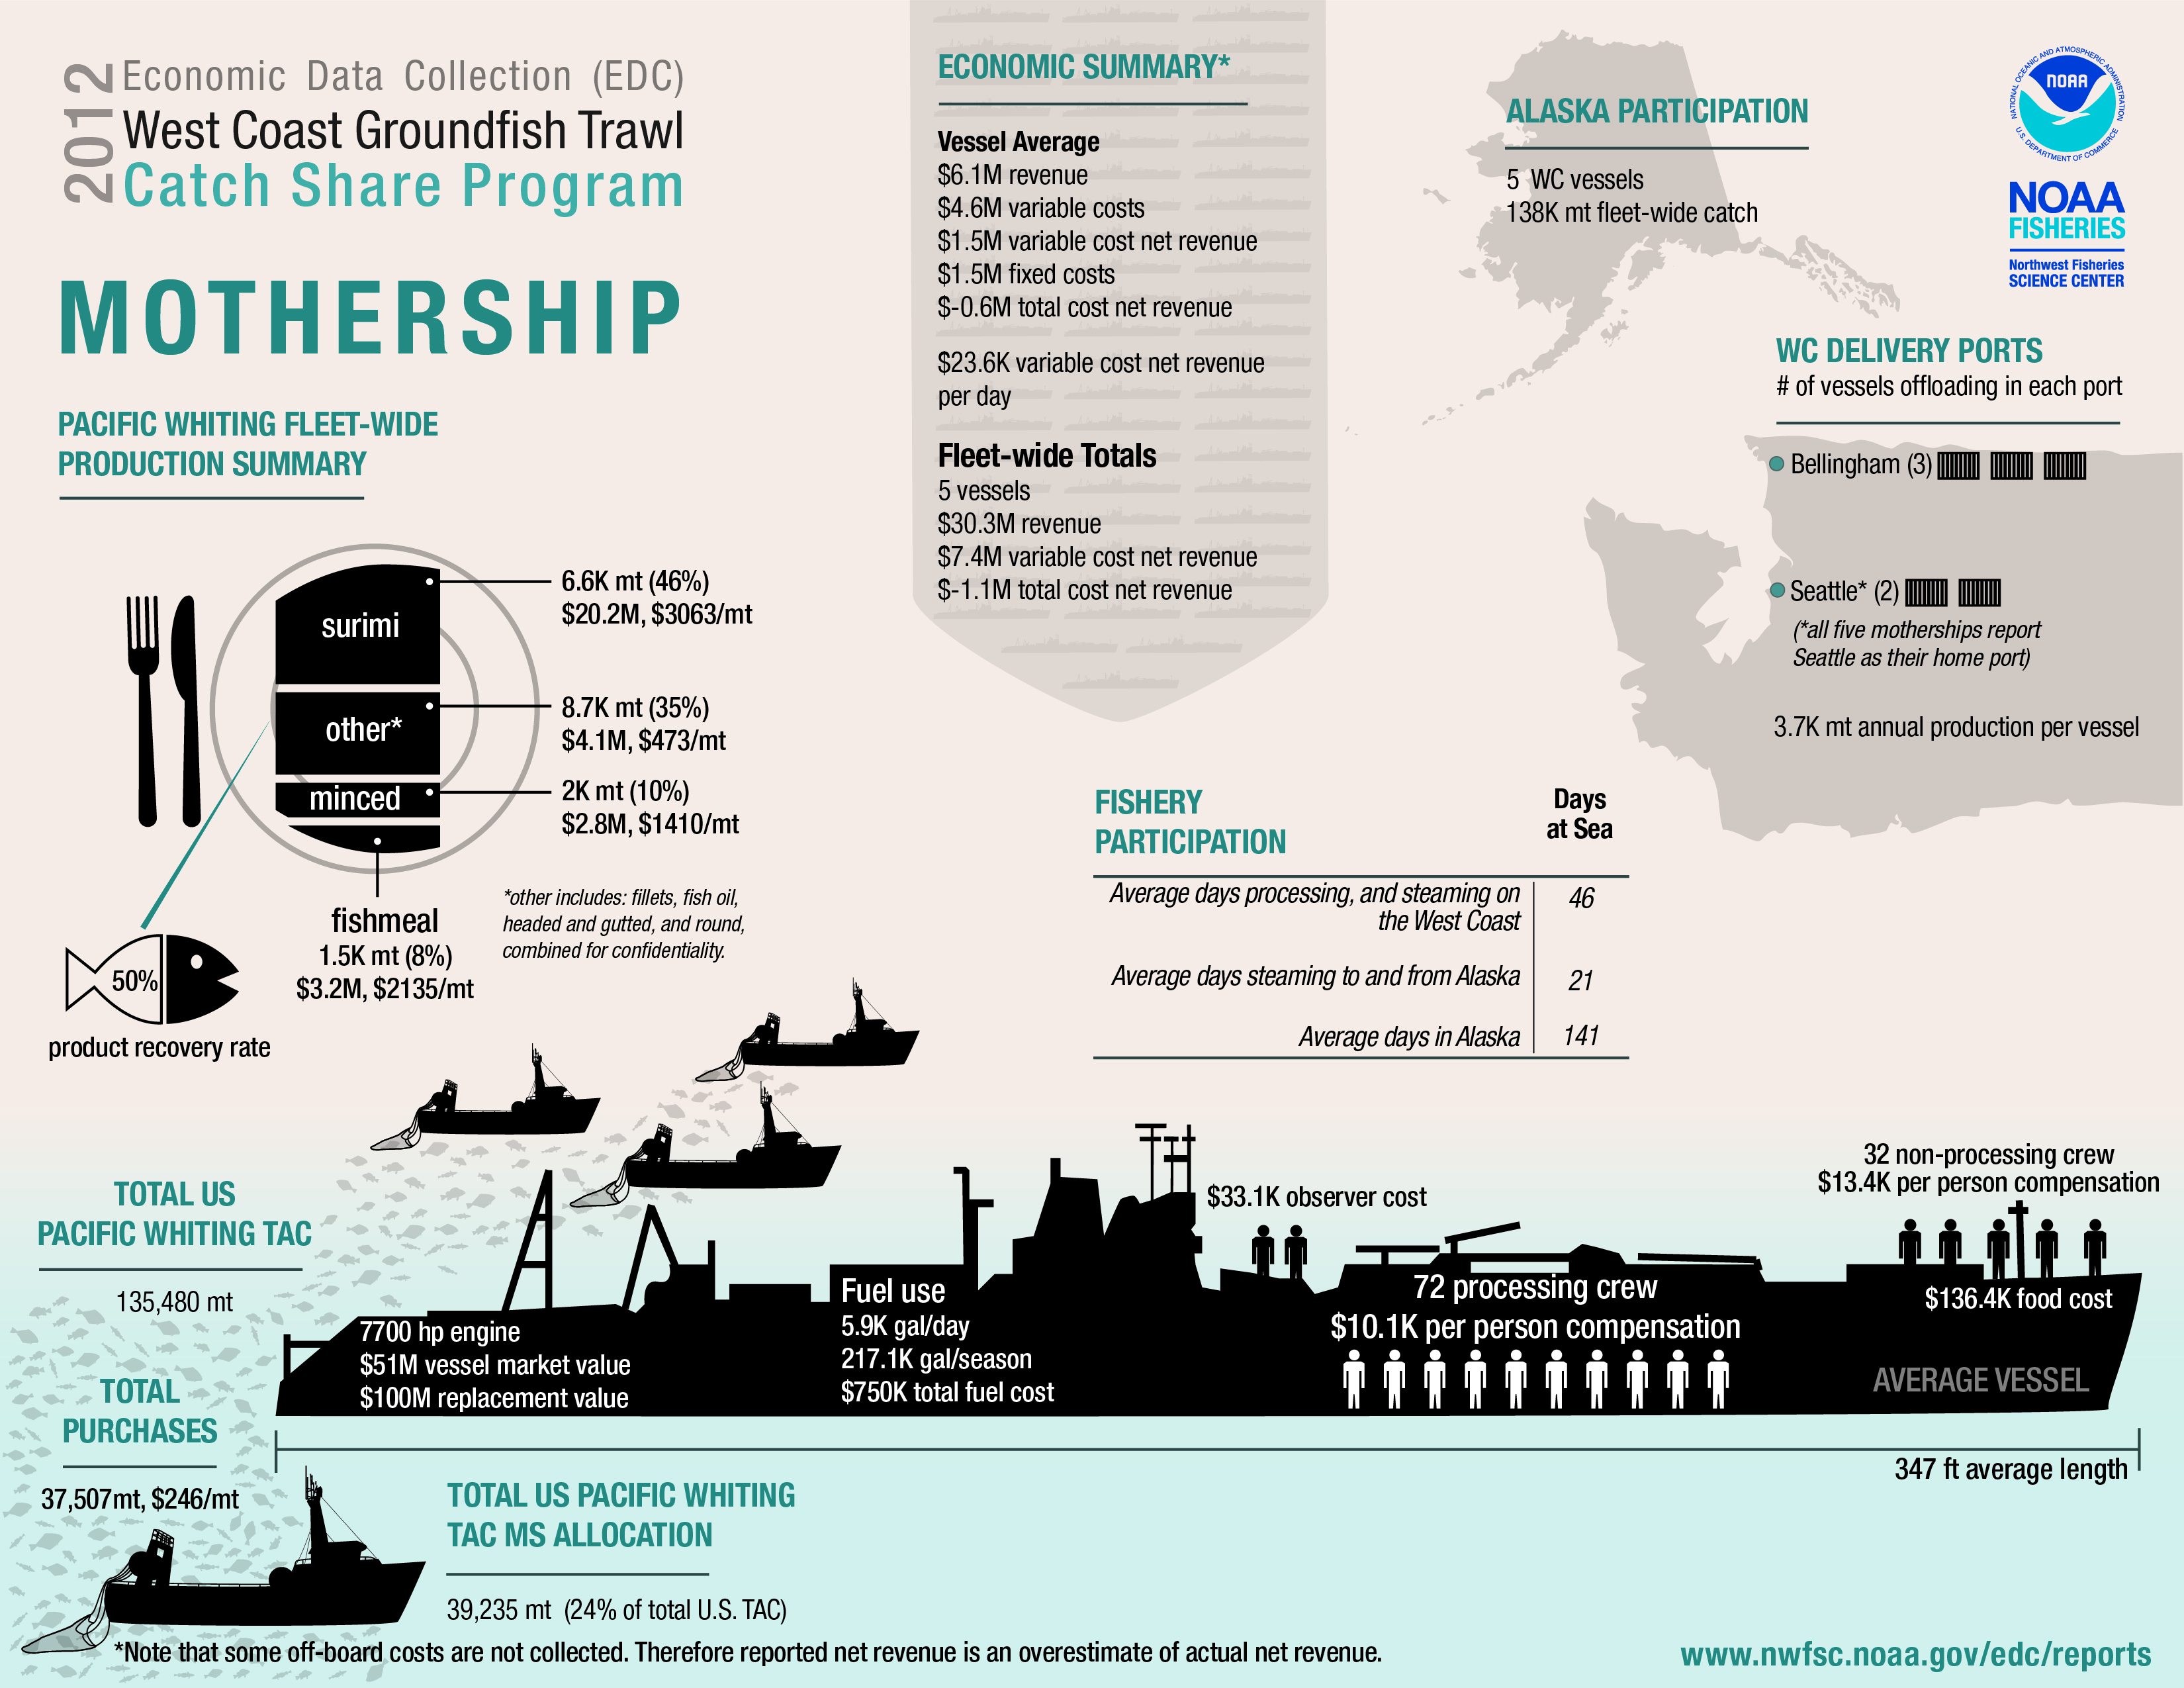 2012
Economic Data Collection (EDC)
West Coast Groundfish Trawl
Catch Share Program
MOTHERSHIP
PACIFIC WHITING FLEET-WIDE
PRODUCTION SUMMARY
surimi
6.6K mt (46%)
$20.2M, $3063/mt
other*
8.7K mt (35%)
$4.1M, $473/mt
minced
2K mt (10%)
$2.8M, $1410/mt
fishmeal
1.5K mt (8%)
$3.2M, $2135/mt
*other includes: fillets, fish oil,
headed and gutted, and round,
combined for confidentiality.
50%
product recovery rate
ECONOMIC SUMMARY*
Vessel Average
$6.1M revenue
$4.6M variable costs
$1.5M variable cost net revenue
$1.5M fixed costs
$-0.6M total cost net revenue
$23.6K variable cost net revenue
per day
Fleet-wide Totals
5 vessels
$30.3M revenue
$7.4M variable cost net revenue
$-1.1M total cost net revenue
ALASKA PARTICIPATION
5 WC vessels
138K mt fleet-wide catch
NATIONAL OCEANIC AND ATMOSPHERIC ADMINISTRATION
NOAA
U.S. DEPARTMENT OF COMMERCE
NOAA
FISHERIES
Northwest Fisheries
SCIENCE CENTER
WC DELIVERY PORTS
# of vessels offloading in each port
Bellingham (3)
Seattle* (2)
(*all five motherships report
Seattle as their home port)
3.7K mt annual production per vessel
FISHERY
PARTICIPATION
Days
at Sea
Average days processing, and steaming on
the West Coast
46
Average days steaming to and from Alaska
21
Average days in Alaska
141
TOTAL US
PACIFIC WHITING TAC
135,480 mt
TOTAL
PURCHASES
37,507mt, $246/mt
7700 hp engine
$51M vessel market value
$100M replacement value
Fuel use
5.9K gal/day
217.1K gal/season
$750K total fuel cost
$33.1K observer cost
72 processing crew
$10.1K per person compensation
32 non-processing crew
$13.4K per person compensation
$136.4K food cost
AVERAGE VESSEL
347 ft average length
TOTAL US PACIFIC WHITING
TAC MS ALLOCATION
39,235 mt (24% of total U.S. TAC)
*Note that some off-board costs are not collected. Therefore reported net revenue is an overestimate of actual net revenue.
www.nwfsc.noaa.gov/edc/reports